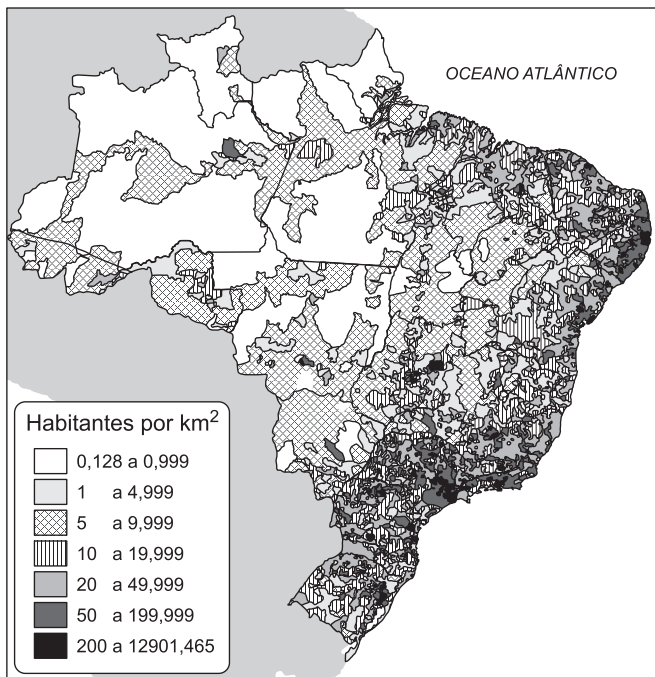 OCEANO ATLÂNTICO
Habitantes por km²
0,128 a 0,999
1 a 4,999
5 a 9,999
10 a 19,999
20 a 49,999
50 a 199,999
200 a 12901,465